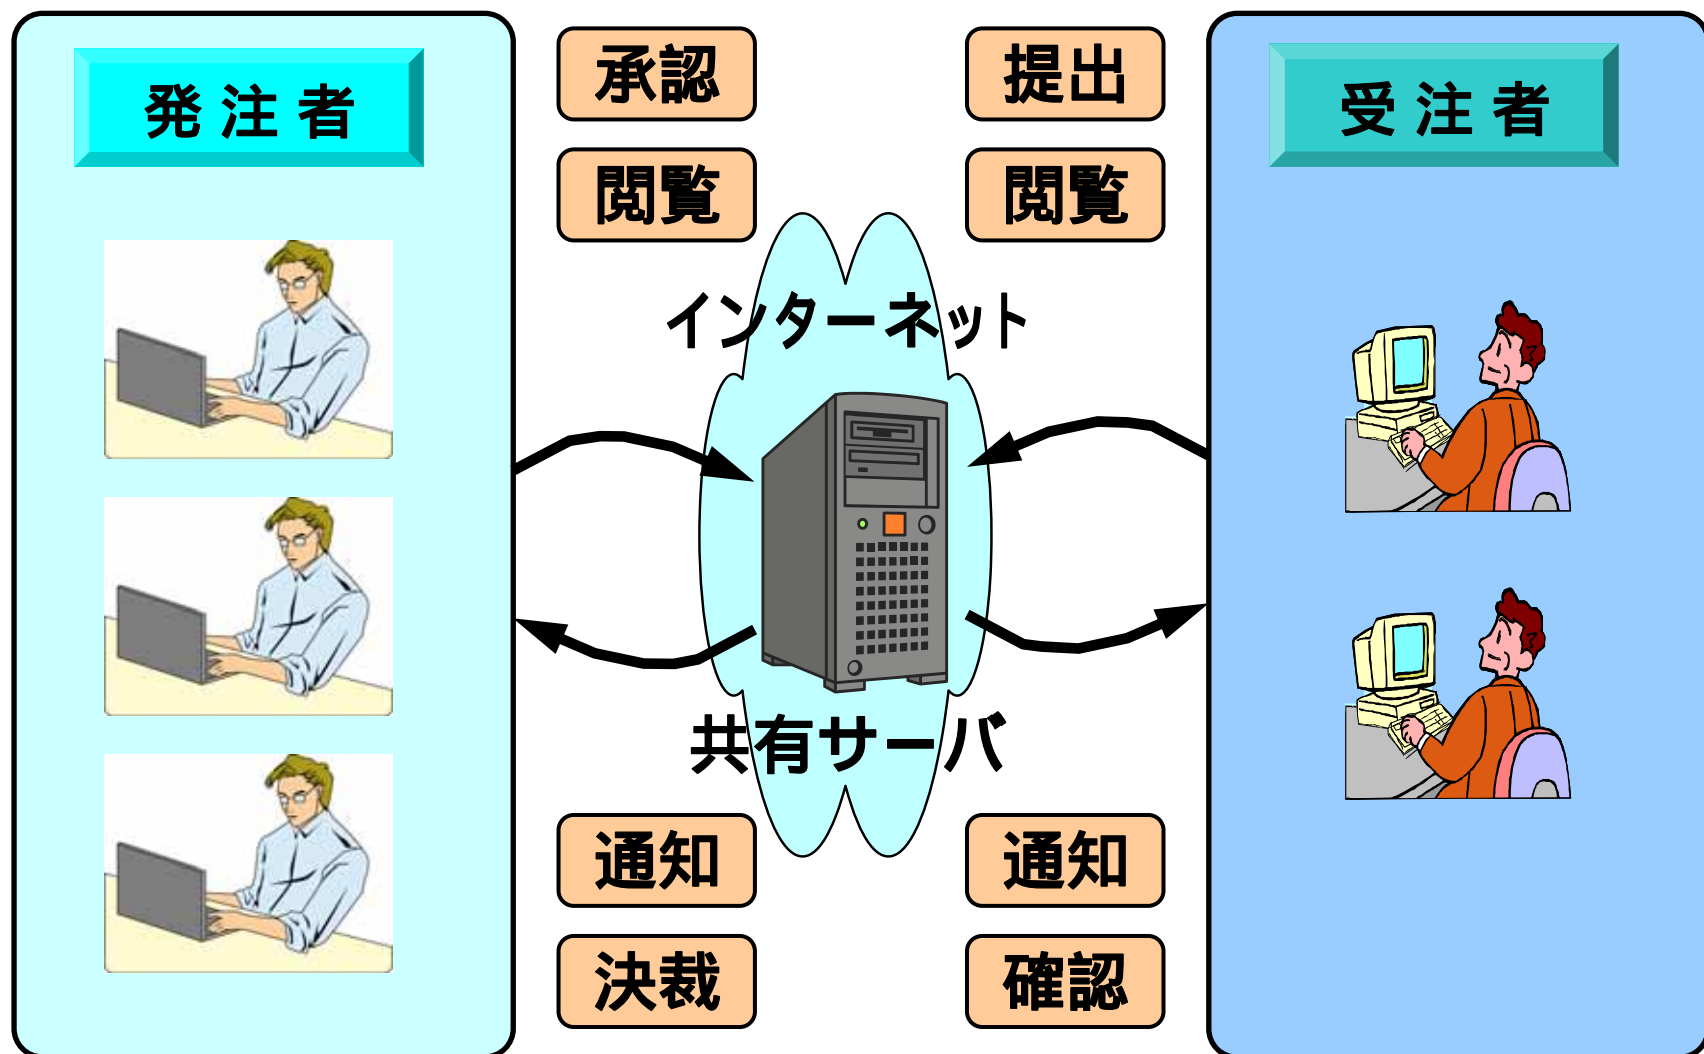 発注者
承認
提出
受注者
閲覧
閲覧
インターネット
共有サーバ
通知
通知
決裁
確認